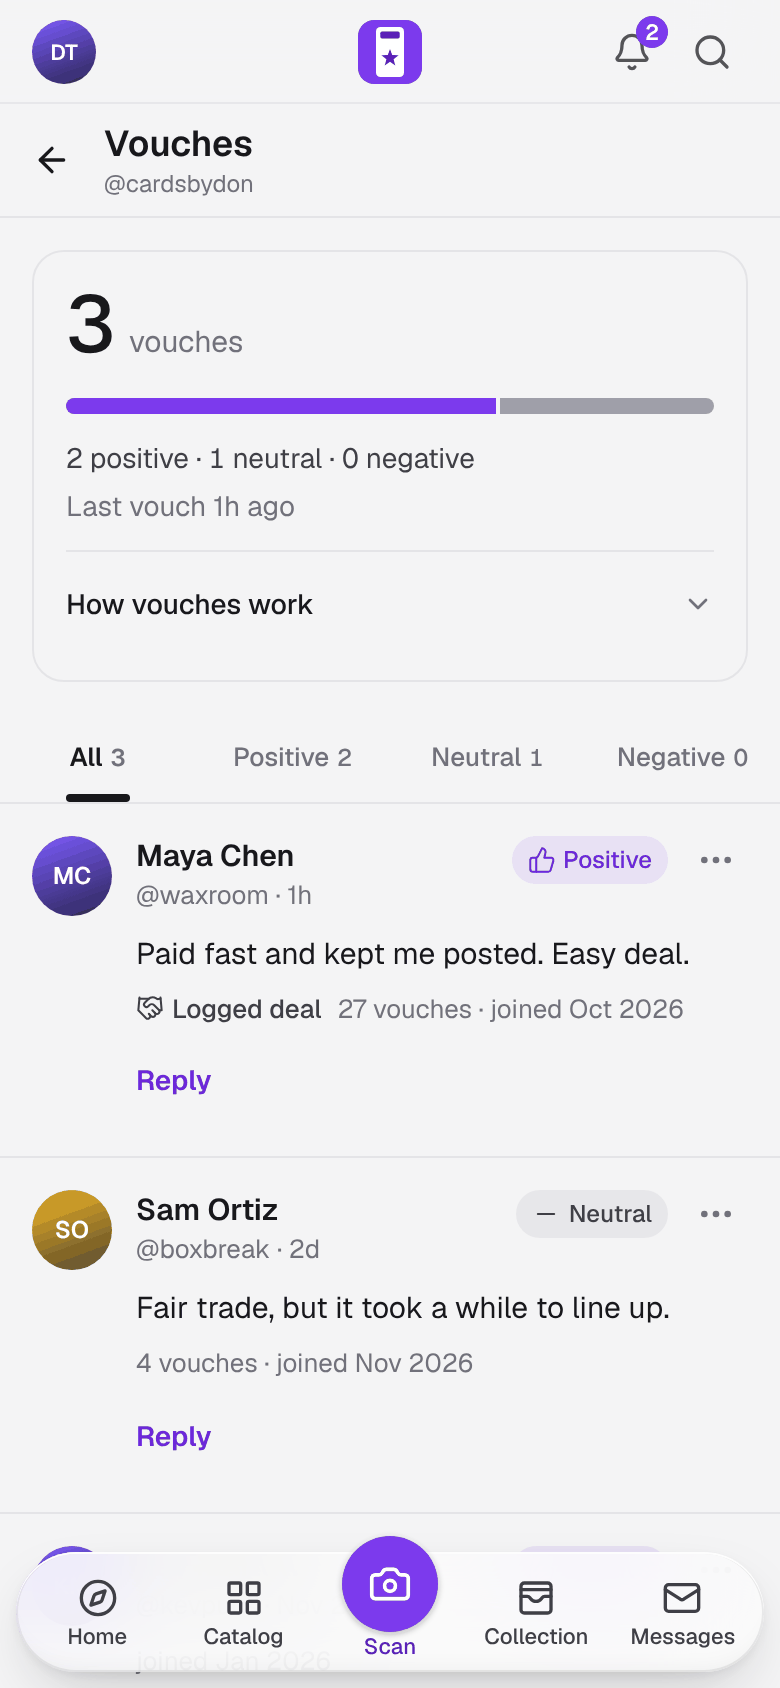 DT
2
Vouches
@cardsbydon
3 vouches
2 positive · 1 neutral · 0 negative
Last vouch 1h ago
How vouches work
All 3 Positive 2 Neutral 1 Negative 0
MC Maya Chen Positive
@waxroom · 1h
Paid fast and kept me posted. Easy deal.
Logged deal 27 vouches · joined Oct 2026
Reply
SO Sam Ortiz Neutral
@boxbreak · 2d
Fair trade, but it took a while to line up.
4 vouches · joined Nov 2026
Reply
Home Catalog Scan Collection Messages
joined Jan 2026